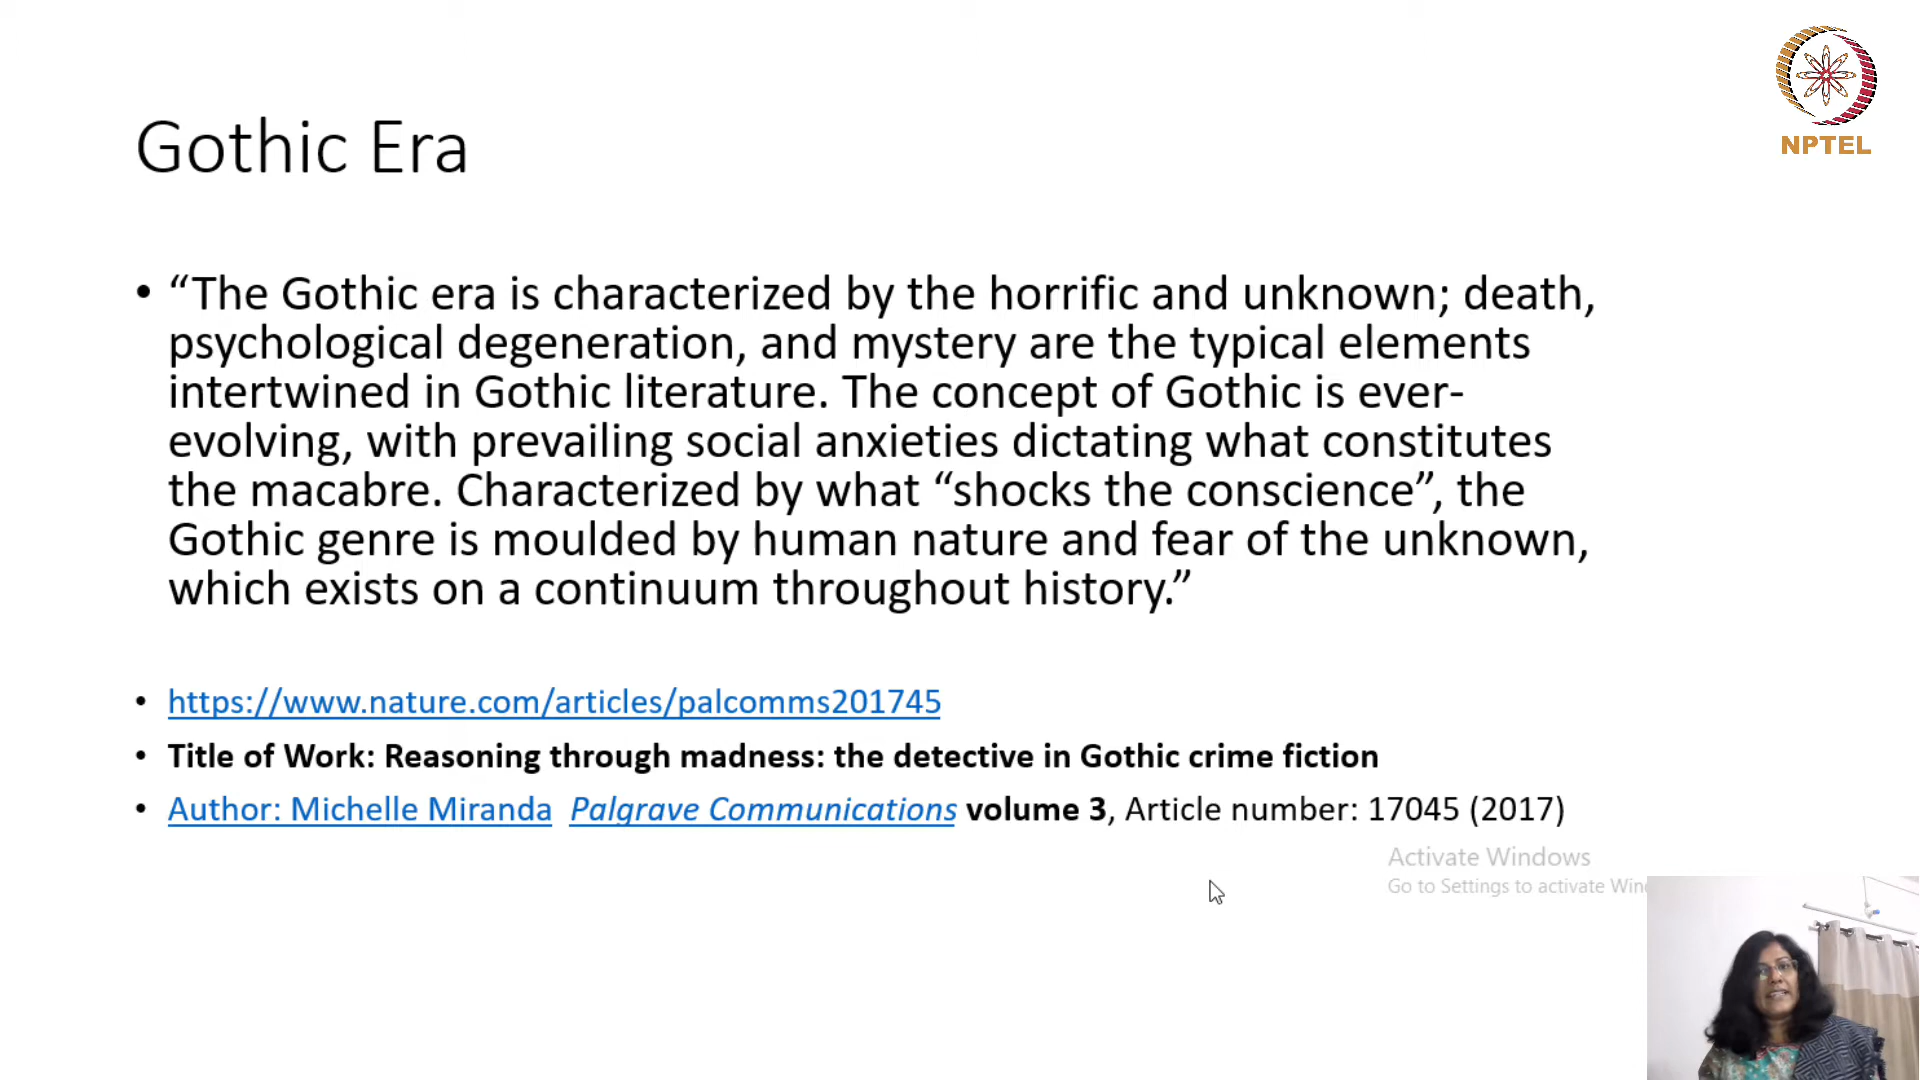 NPTEL
Gothic Era
• “The Gothic era is characterized by the horrific and unknown; death,
psychological degeneration, and mystery are the typical elements
intertwined in Gothic literature. The concept of Gothic is ever-
evolving, with prevailing social anxieties dictating what constitutes
the macabre. Characterized by what “shocks the conscience”, the
Gothic genre is moulded by human nature and fear of the unknown,
which exists on a continuum throughout history.”
• https://www.nature.com/articles/palcomms201745
• Title of Work: Reasoning through madness: the detective in Gothic crime fiction
• Author: Michelle Miranda Palgrave Communications volume 3, Article number: 17045 (2017)
Activate Windows
Go to Settings to activate Win